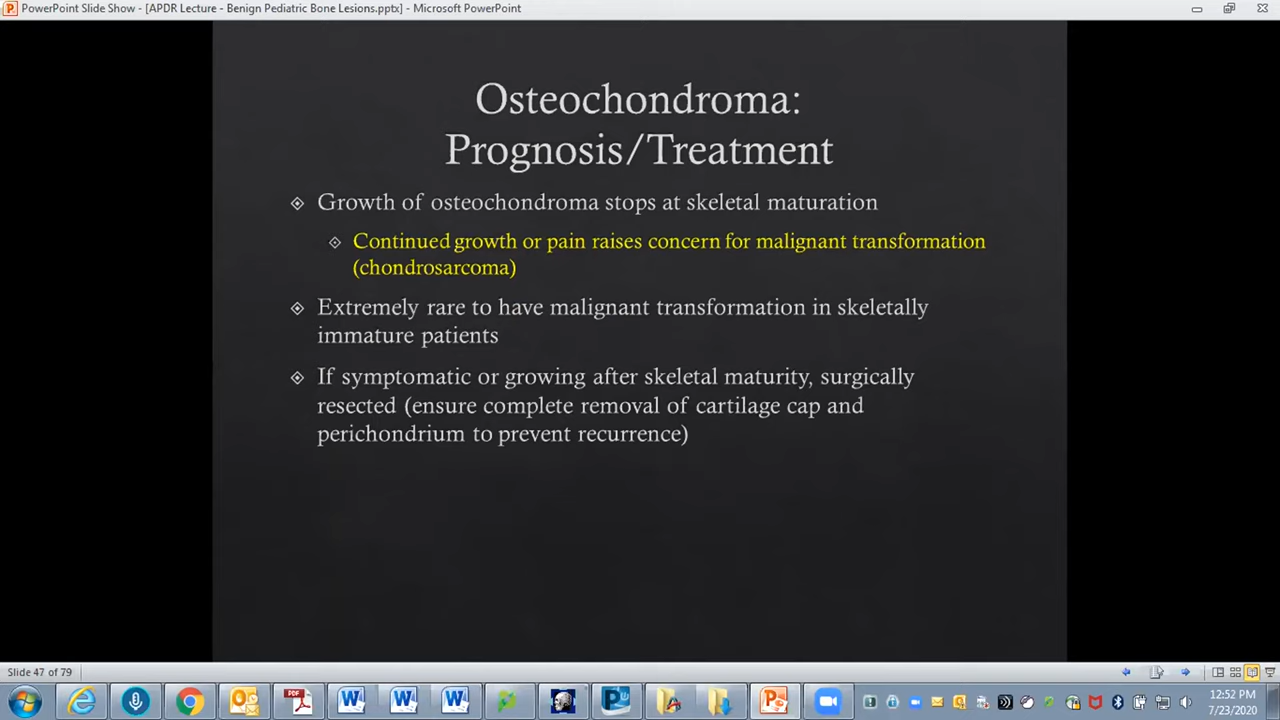 PowerPoint Slide Show - [APDR Lecture - Benign Pediatric Bone Lesions.pptx] - Microsoft PowerPoint
Osteochondroma:
Prognosis/Treatment
Growth of osteochondroma stops at skeletal maturation
Continued growth or pain raises concern for malignant transformation
(chondrosarcoma)
Extremely rare to have malignant transformation in skeletally
immature patients
If symptomatic or growing after skeletal maturity, surgically
resected (ensure complete removal of cartilage cap and
perichondrium to prevent recurrence)
Slide 47 of 79
12:52 PM
7/23/2020